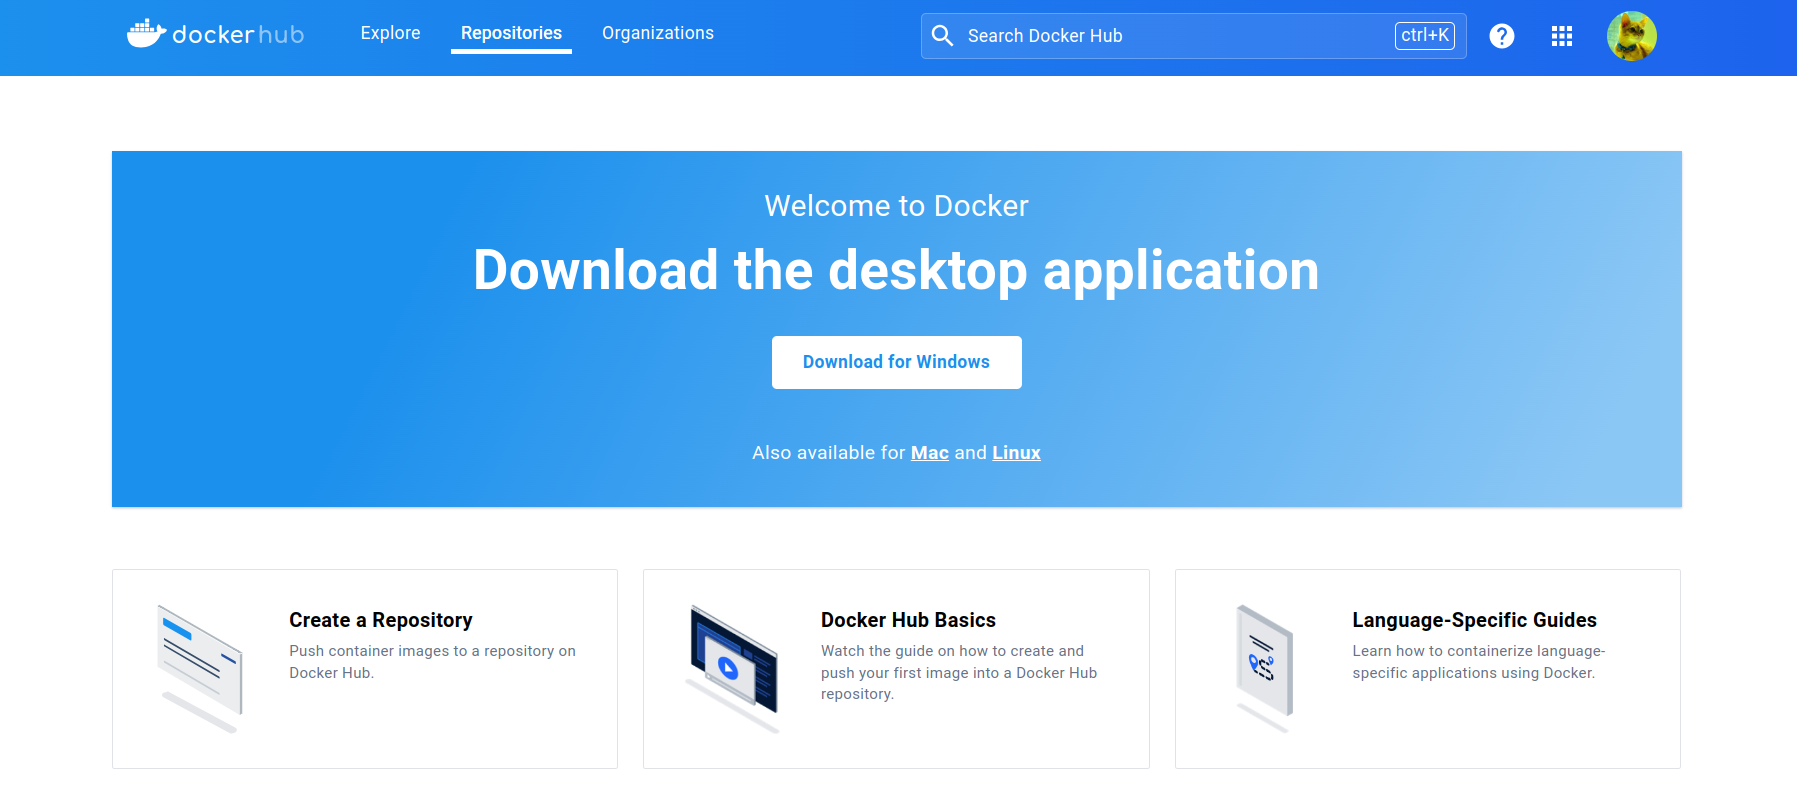 dockerhub
Explore
Repositories
Organizations
Search Docker Hub
ctrl+K
?
Welcome to Docker
Download the desktop application
Download for Windows
Also available for Mac and Linux
Create a Repository
Push container images to a repository on
Docker Hub.
Docker Hub Basics
Watch the guide on how to create and
push your first image into a Docker Hub
repository.
Language-Specific Guides
Learn how to containerize language-
specific applications using Docker.